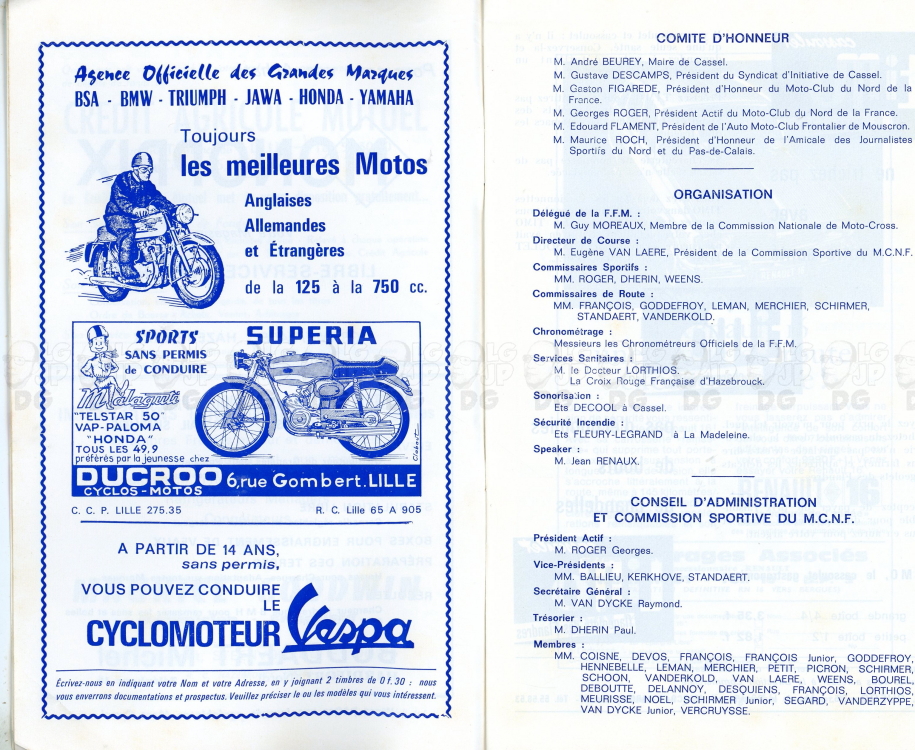 Agence Officielle des Grandes Marques
BSA - BMW - TRIUMPH - JAWA - HONDA - YAMAHA
Toujours
les meilleures Motos
Anglaises
Allemandes
et Étrangères
de la 125 à la 750 cc.
SPORTS
SANS PERMIS
de CONDUIRE
Malaguti
"TELSTAR 50"
VAP-PALOMA
"HONDA"
TOUS LES 49,9
préférés par la jeunesse chez
SUPERIA
DUCROO
CYCLOS-MOTOS
6, rue Gombert. LILLE
C. C. P. LILLE 275.35 R. C. Lille 65 A 905
A PARTIR DE 14 ANS,
sans permis,
VOUS POUVEZ CONDUIRE
LE
CYCLOMOTEUR Vespa
Écrivez-nous en indiquant votre Nom et votre Adresse, en y joignant 2 timbres de 0 f. 30 : nous
vous enverrons documentations et prospectus. Veuillez préciser le ou les modèles qui vous intéressent.
COMITE D'HONNEUR
M. André BEUREY, Maire de Cassel.
M. Gustave DESCAMPS, Président du Syndicat d'Initiative de Cassel.
M. Gaston FIGAREDE, Président d'Honneur du Moto-Club du Nord de la
France.
M. Georges ROGER, Président Actif du Moto-Club du Nord de la France.
M. Edouard FLAMENT, Président de l'Auto Moto-Club Frontalier de Mouscron.
M. Maurice ROCH, Président d'Honneur de l'Amicale des Journalistes
Sportifs du Nord et du Pas-de-Calais.
ORGANISATION
Délégué de la F.F.M. :
M. Guy MOREAUX, Membre de la Commission Nationale de Moto-Cross.
Directeur de Course :
M. Eugène VAN LAERE, Président de la Commission Sportive du M.C.N.F.
Commissaires Sportifs :
MM. ROGER, DHERIN, WEENS.
Commissaires de Route :
MM. FRANÇOIS, GODDEFROY, LEMAN, MERCHIER, SCHIRMER,
STANDAERT, VANDERKOLD.
Chronométrage :
Messieurs les Chronométreurs Officiels de la F.F.M.
Services Sanitaires :
M. le Docteur LORTHIOS.
La Croix Rouge Française d'Hazebrouck.
Sonorisation :
Ets DECOOL à Cassel.
Sécurité Incendie :
Ets FLEURY-LEGRAND à La Madeleine.
Speaker :
M. Jean RENAUX.
CONSEIL D'ADMINISTRATION
ET COMMISSION SPORTIVE DU M.C.N.F.
Président Actif :
M. ROGER Georges.
Vice-Présidents :
MM. BALLIEU, KERKHOVE, STANDAERT.
Secrétaire Général :
M. VAN DYCKE Raymond.
Trésorier :
M. DHERIN Paul.
Membres :
MM. COISNE, DEVOS, FRANÇOIS, FRANÇOIS Junior, GODDEFROY,
HENNEBELLE, LEMAN, MERCHIER, PETIT, PICRON, SCHIRMER,
SCHOON, VANDERKOLD, VAN LAERE, WEENS, BOUREL,
DEBOUTTE, DELANNOY, DESQUIENS, FRANÇOIS, LORTHIOS,
MEURISSE, NOEL, SCHIRMER Junior, SEGARD, VANDERZYPPE,
VAN DYCKE Junior, VERCRUYSSE.